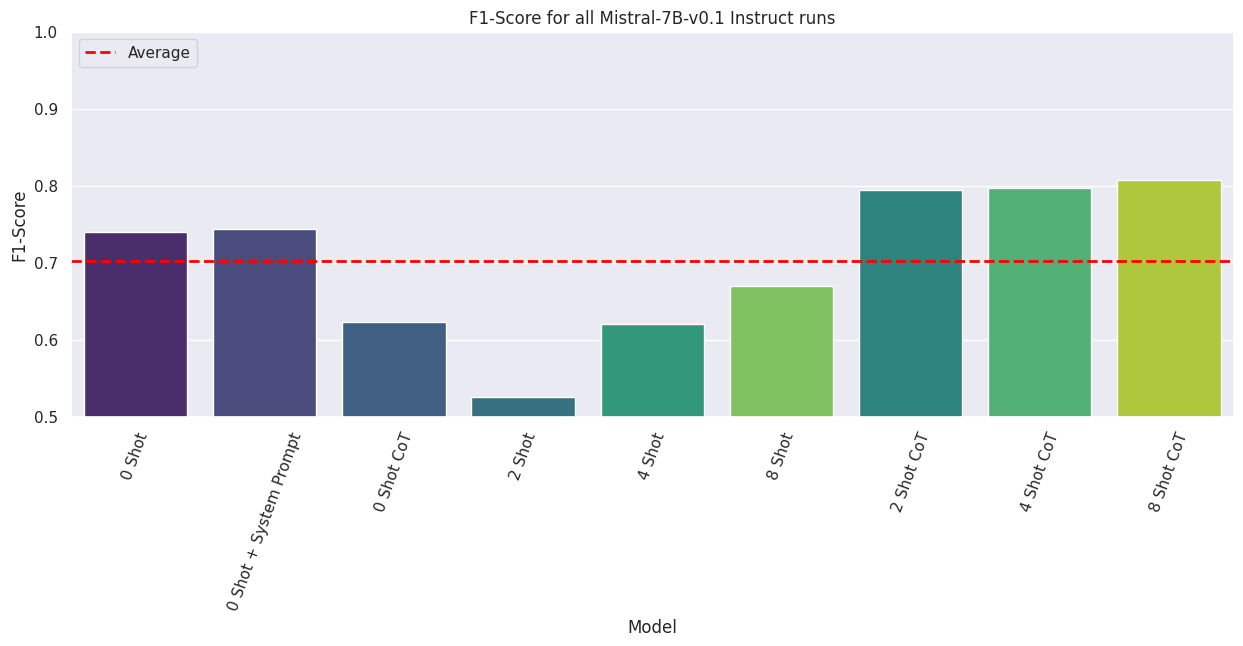 F1-Score for all Mistral-7B-v0.1 Instruct runs
1.0
Average
0.9
0.8
F1-Score
0.7
0.6
0.5
0 Shot
0 Shot + System Prompt
0 Shot CoT
2 Shot
4 Shot
8 Shot
2 Shot CoT
4 Shot CoT
8 Shot CoT
Model